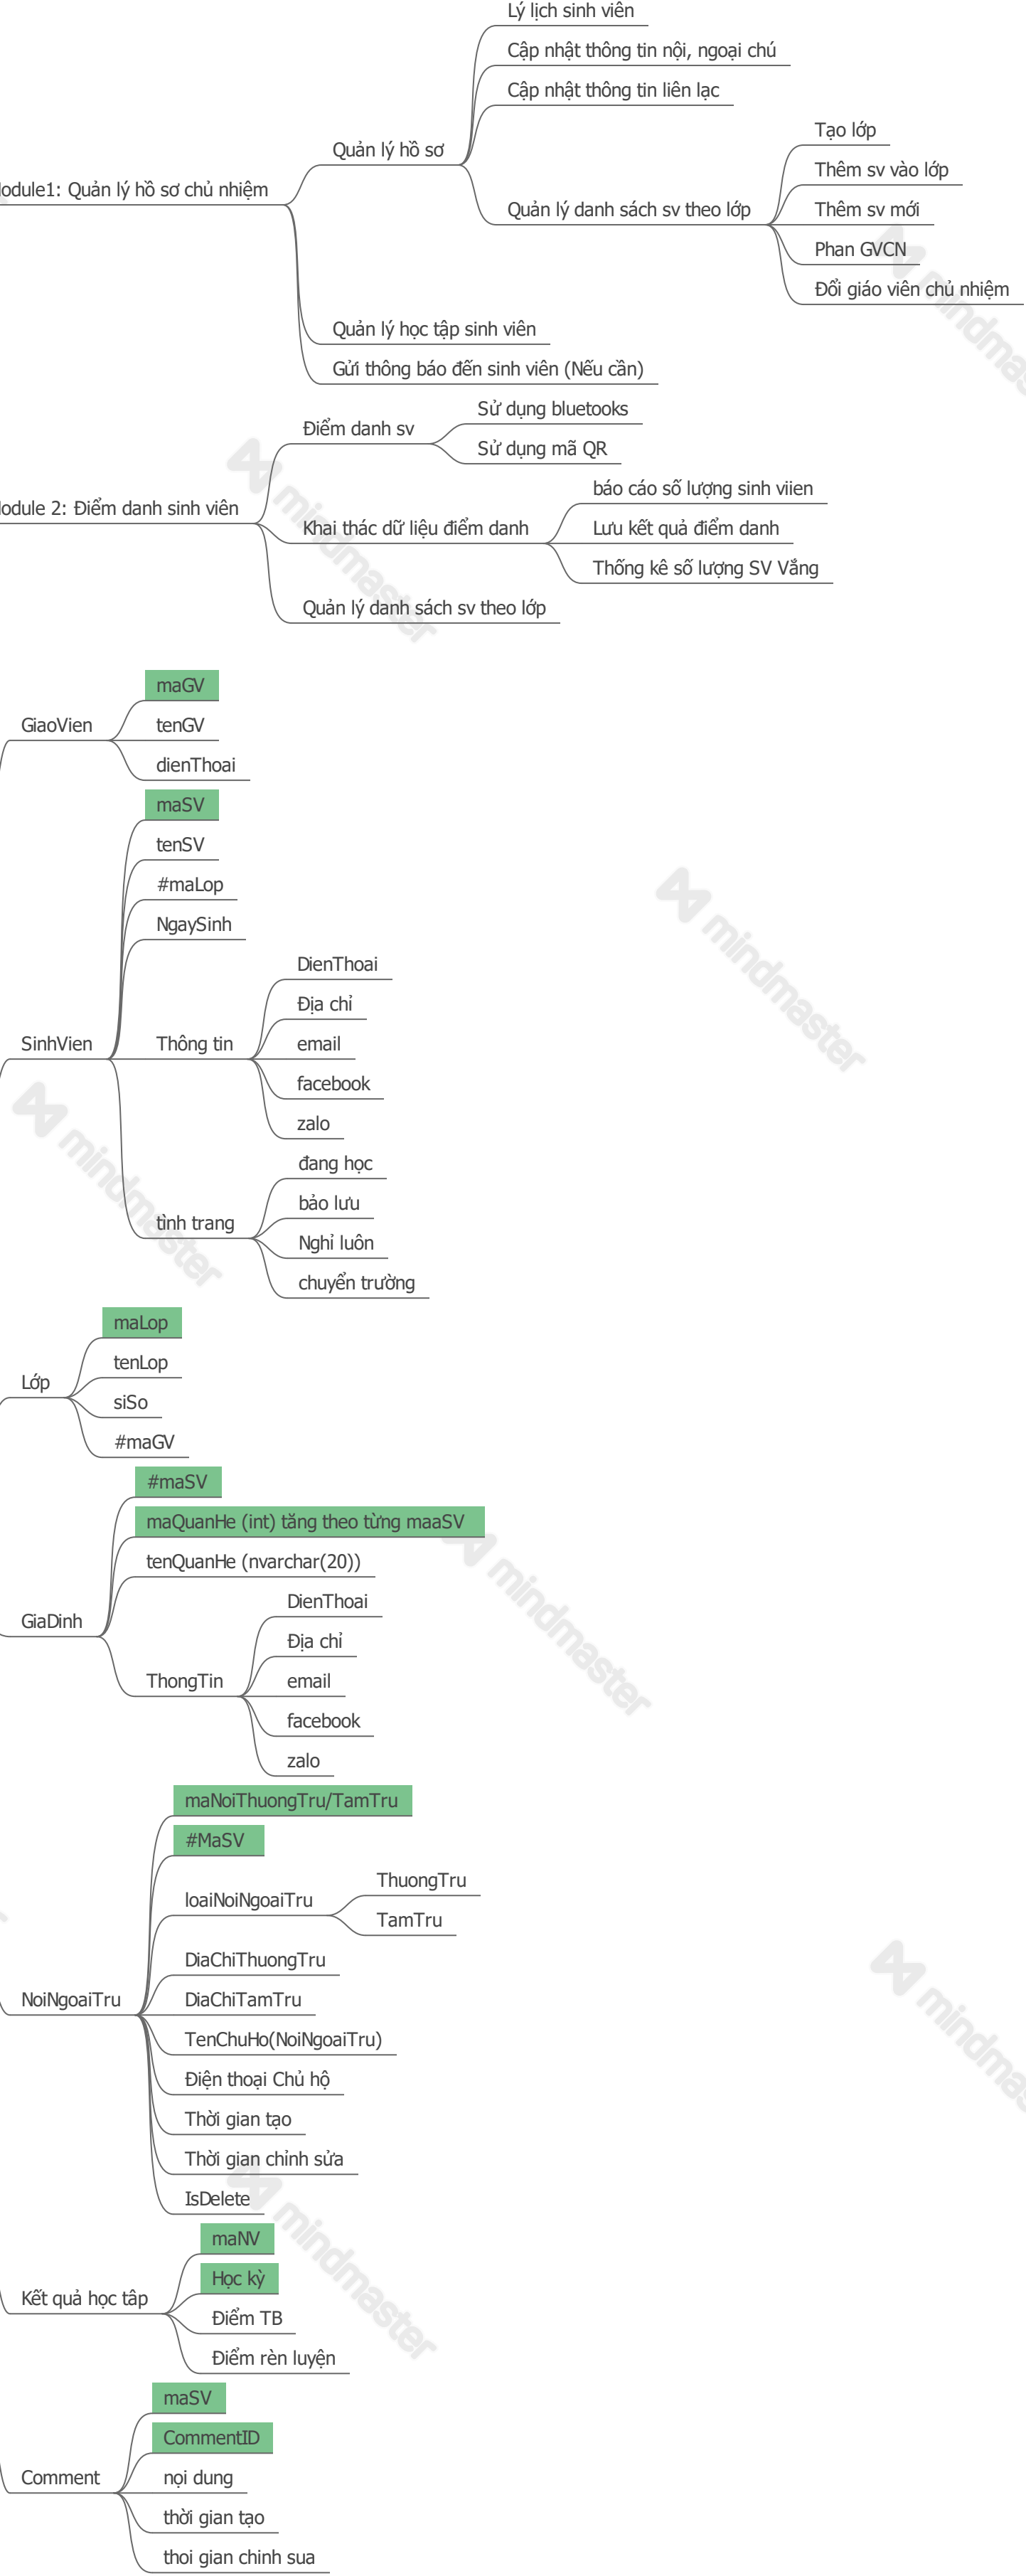 Lý lịch sinh viên
Cập nhật thông tin nội, ngoại chú
Cập nhật thông tin liên lạc
Tạo lớp
Quản lý hồ sơ
Thêm sv vào lớp
odule1: Quản lý hồ sơ chủ nhiệm
Quản lý danh sách sv theo lớp
Thêm sv mới
Phan GVCN
Đổi giáo viên chủ nhiệm
Quản lý học tập sinh viên
Gửi thông báo đến sinh viên (Nếu cần)
Điểm danh sv
Sử dụng bluetooks
Sử dụng mã QR
odule 2: Điểm danh sinh viên
báo cáo số lượng sinh viien
Khai thác dữ liệu điểm danh
Lưu kết quả điểm danh
Thống kê số lượng SV Vắng
Quản lý danh sách sv theo lớp
maGV
GiaoVien
tenGV
dienThoai
maSV
tenSV
#maLop
NgaySinh
DienThoai
Địa chỉ
SinhVien
Thông tin
email
facebook
zalo
đang học
bảo lưu
tình trang
Nghỉ luôn
chuyển trường
maLop
tenLop
Lớp
siSo
#maGV
#maSV
maQuanHe (int) tăng theo từng maaSV
tenQuanHe (nvarchar(20))
DienThoai
GiaDinh
Địa chỉ
ThongTin
email
facebook
zalo
maNoiThuongTru/TamTru
#MaSV
ThuongTru
loaiNoiNgoaiTru
TamTru
DiaChiThuongTru
NoiNgoaiTru
DiaChiTamTru
TenChuHo(NoiNgoaiTru)
Điện thoại Chủ hộ
Thời gian tạo
Thời gian chỉnh sửa
IsDelete
maNV
Học kỳ
Kết quả học tâp
Điểm TB
Điểm rèn luyện
maSV
CommentID
Comment
nọi dung
thời gian tạo
thoi gian chinh sua
mindmaster
mindmaster
mindmaster
mindmaster
mindmaster
mindmaster